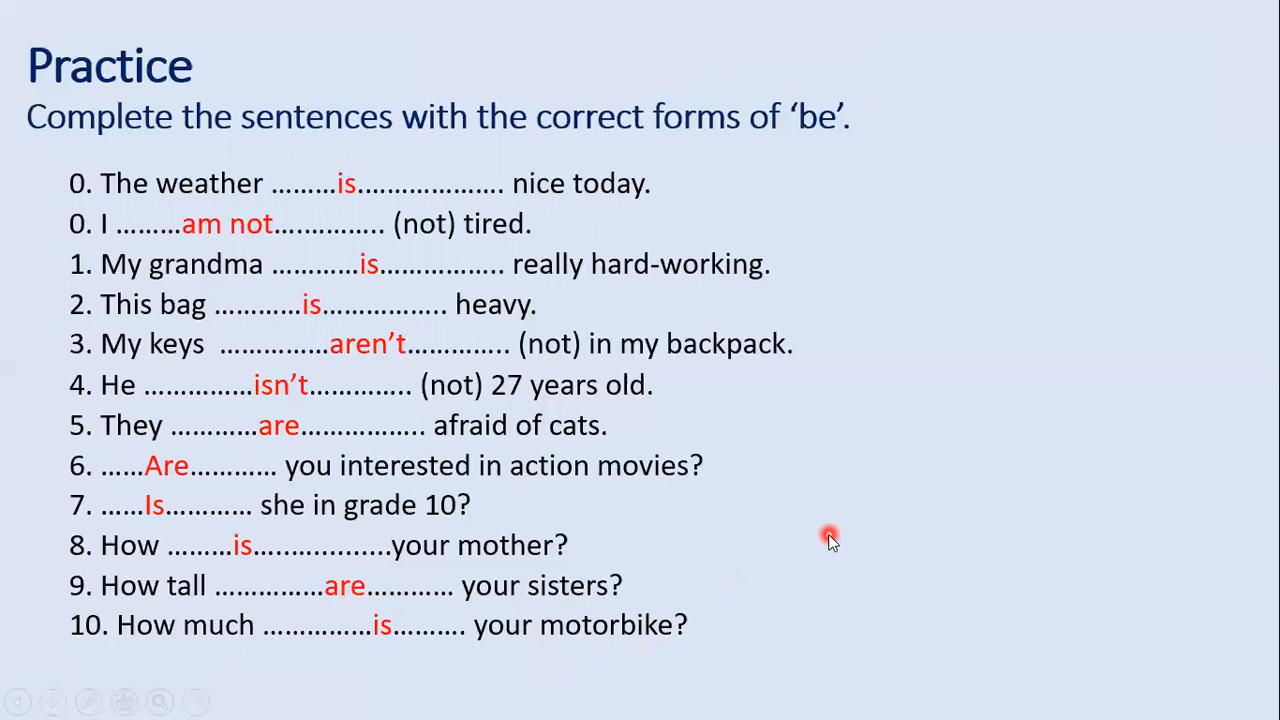 Practice
Complete the sentences with the correct forms of ‘be’.
0. The weather ………is.………………. nice today.
0. I ………am not….……….. (not) tired.
1. My grandma …………is…………….. really hard-working.
2. This bag …………is…………….. heavy.
3. My keys ……………aren’t………….. (not) in my backpack.
4. He ……………isn’t………….. (not) 27 years old.
5. They …………are…………….. afraid of cats.
6. ……Are………… you interested in action movies?
7. ……Is………… she in grade 10?
8. How ………is…..…..........your mother?
9. How tall ……………are………… your sisters?
10. How much ……………is………. your motorbike?